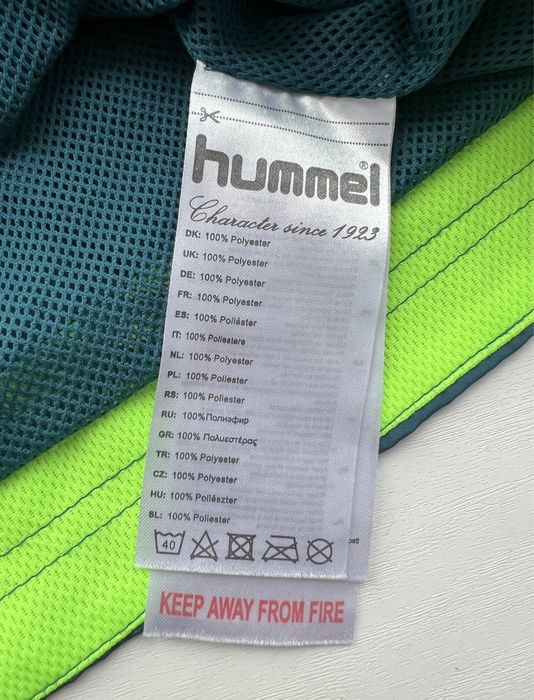 hummel®
Character since 1923
DK: 100% Polyester
UK: 100% Polyester
DE: 100% Polyester
FR: 100% Polyester
ES: 100% Poliéster
IT: 100% Poliestere
NL: 100% Polyester
PL: 100% Poliester
RS: 100% Poliester
RU: 100%Полиэфир
GR: 100% Πολυεστέρας
TR: 100% Polyester
CZ: 100% Polyester
HU: 100% Poliészter
SL: 100% Poliester
40
KEEP AWAY FROM FIRE